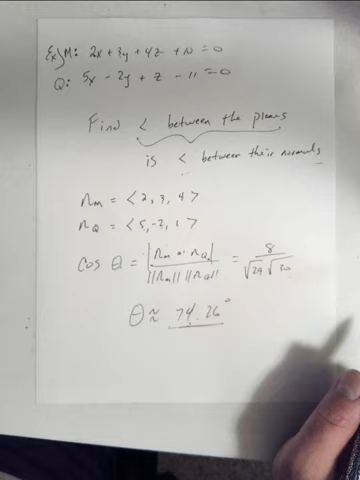 Ex) M: 2x + 3y + 4z + 10 = 0
Q: 5x - 2y + z - 11 = 0
Find < between the planes
is < between their normals
nm = < 2, 3, 4 >
nQ = < 5, -2, 1 >
cos θ = |nm · nQ| / ||nm|| ||nQ|| = 8 / √29 √30
θ ≈ 74.26°